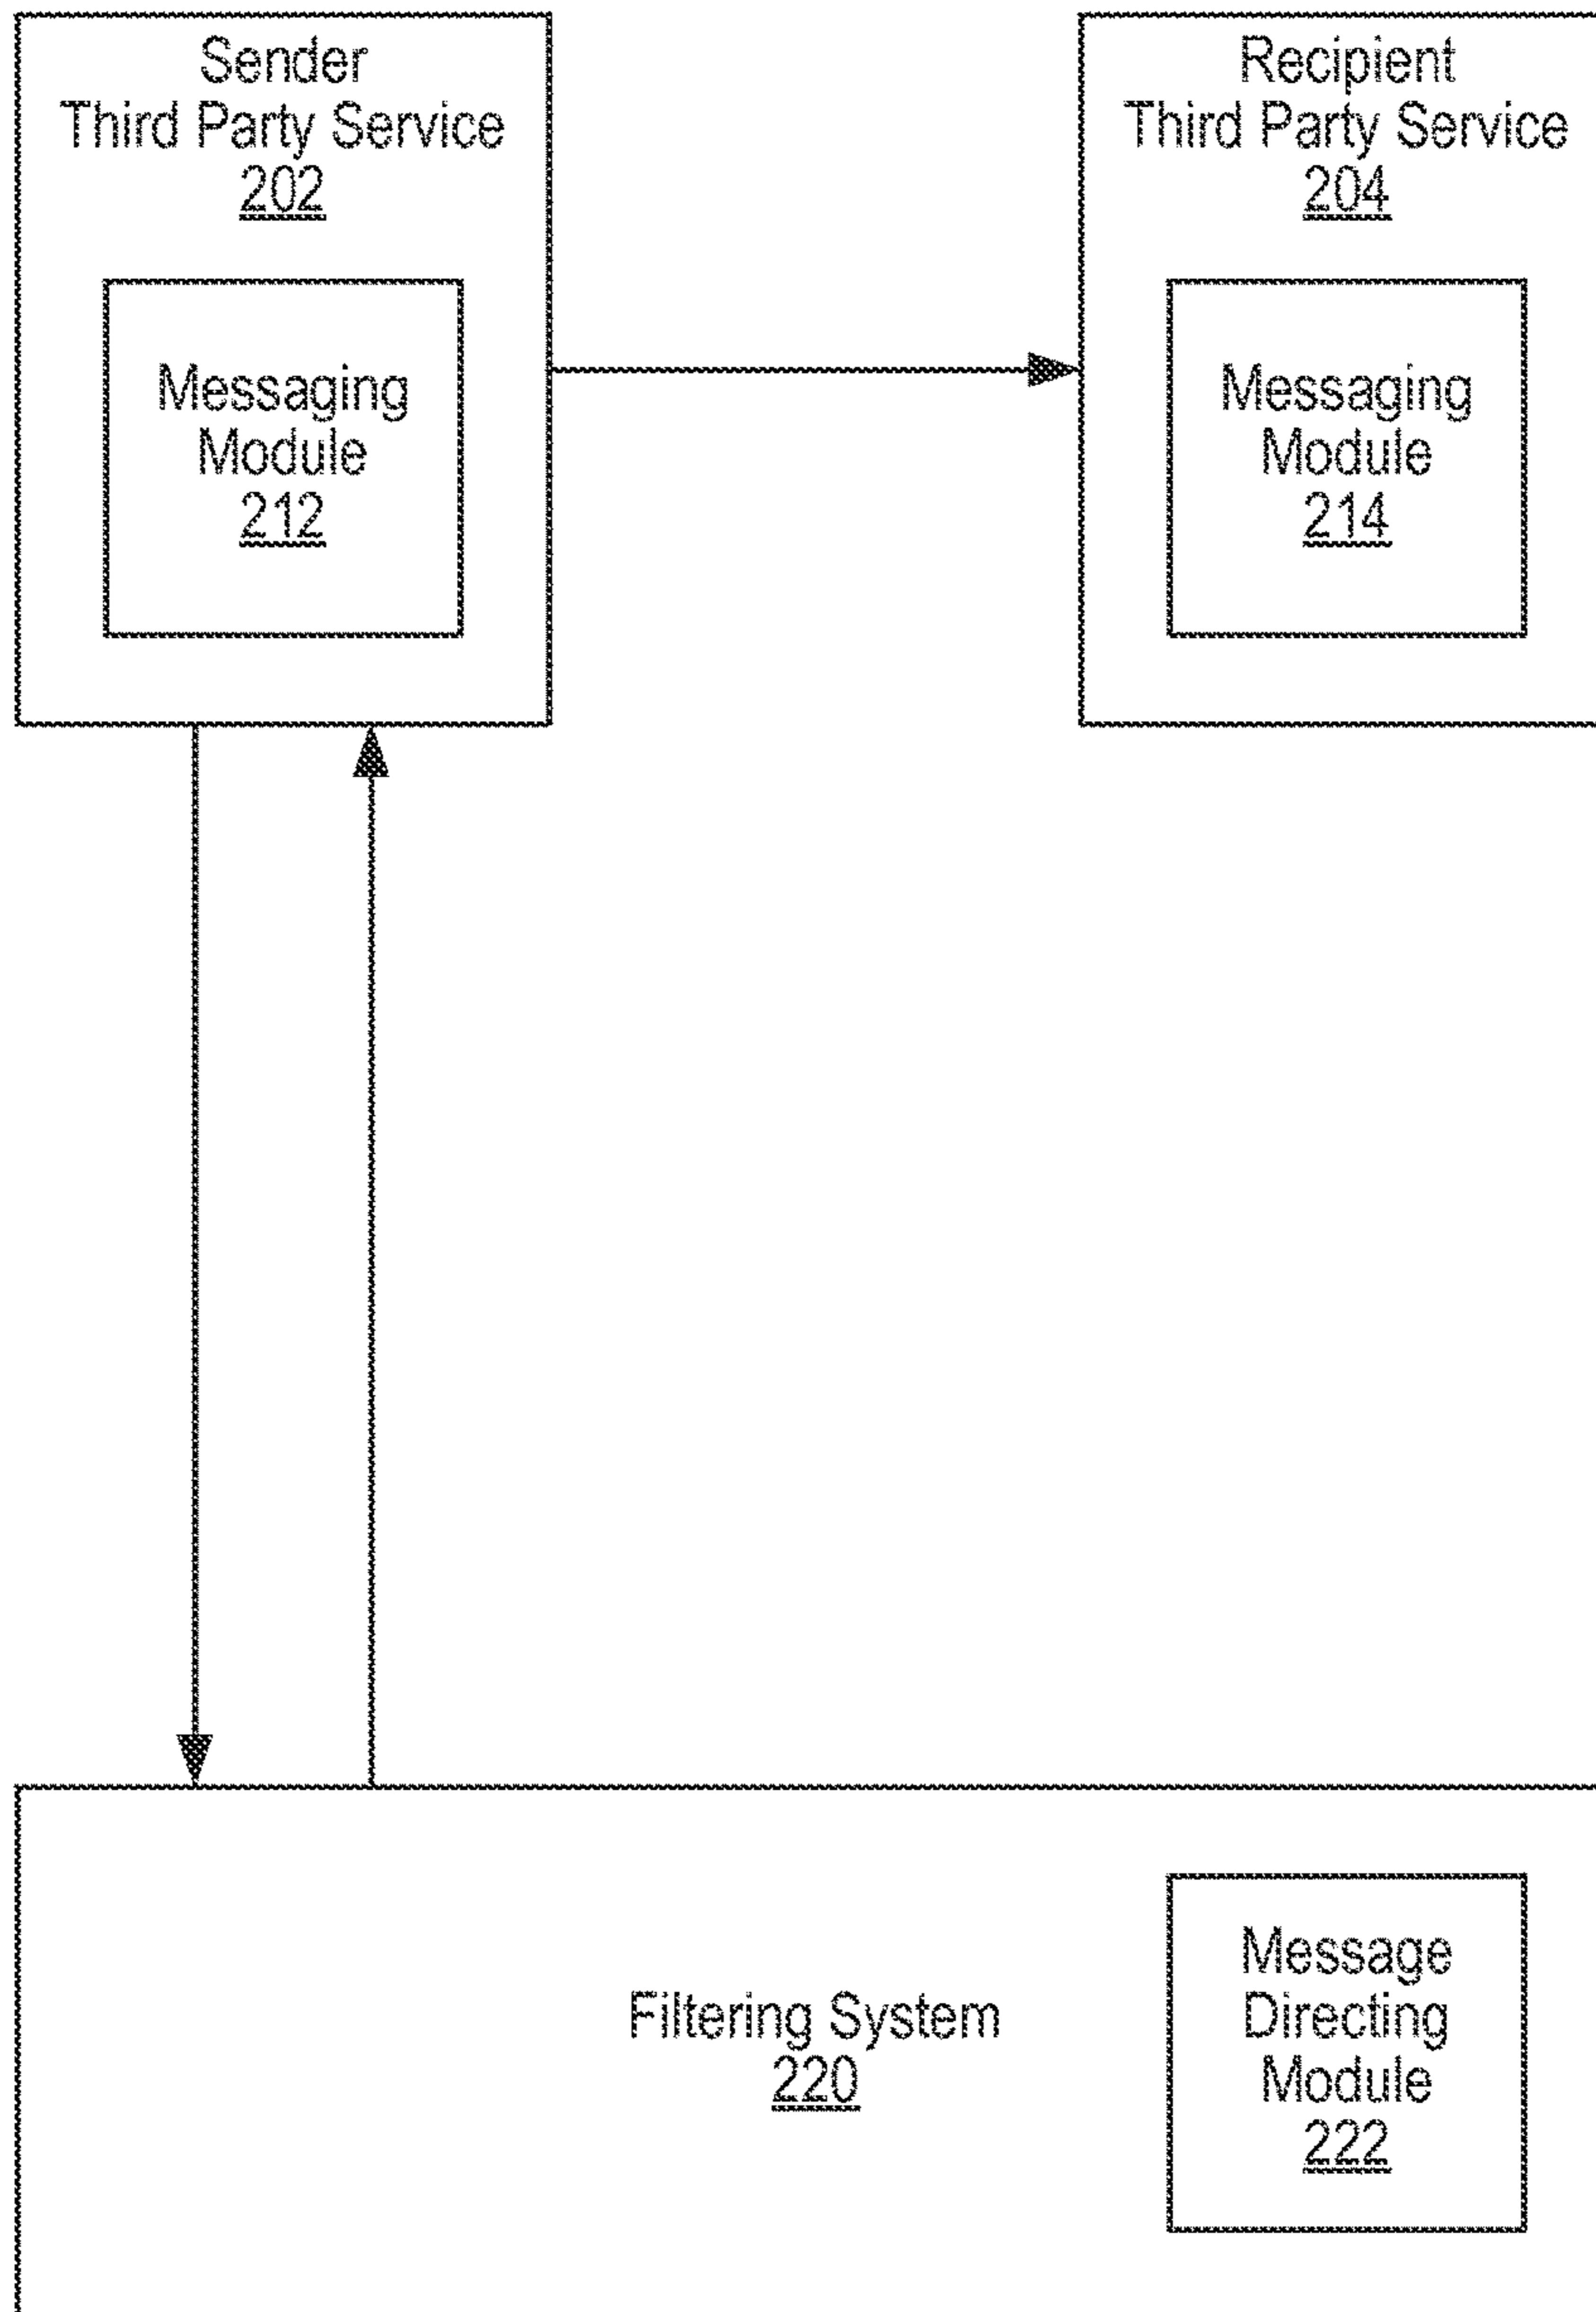 Sender
Third Party Service
202
Messaging
Module
212
Recipient
Third Party Service
204
Messaging
Module
214
Filtering System
220
Message
Directing
Module
222